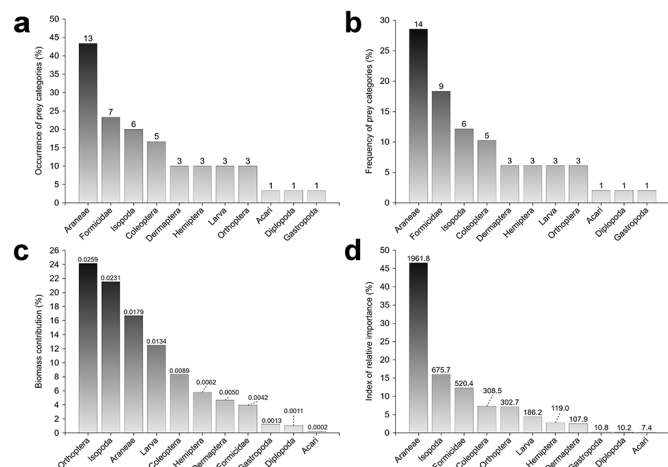 a
Occurrence of prey categories (%)
50
45
40
35
30
25
20
15
10
5
0
13
7
6
5
3
3
3
3
1
1
1
Araneae
Formicidae
Isopoda
Coleoptera
Dermaptera
Hemiptera
Larva
Orthoptera
Acari
Diplopoda
Gastropoda
b
Frequency of prey categories (%)
30
25
20
15
10
5
0
14
9
6
5
3
3
3
3
1
1
1
Araneae
Formicidae
Isopoda
Coleoptera
Dermaptera
Hemiptera
Larva
Orthoptera
Acari
Diplopoda
Gastropoda
c
Biomass contribution (%)
26
24
22
20
18
16
14
12
10
8
6
4
2
0
0.0259
0.0231
0.0179
0.0134
0.0089
0.0062
0.0050
0.0042
0.0013
0.0011
0.0002
Orthoptera
Isopoda
Araneae
Larva
Coleoptera
Hemiptera
Dermaptera
Formicidae
Gastropoda
Diplopoda
Acari
d
Index of relative importance (%)
50
45
40
35
30
25
20
15
10
5
0
1961.8
675.7
520.4
308.5
302.7
186.2
119.0
107.9
10.8
10.2
7.4
Araneae
Isopoda
Formicidae
Coleoptera
Orthoptera
Larva
Hemiptera
Dermaptera
Gastropoda
Diplopoda
Acari